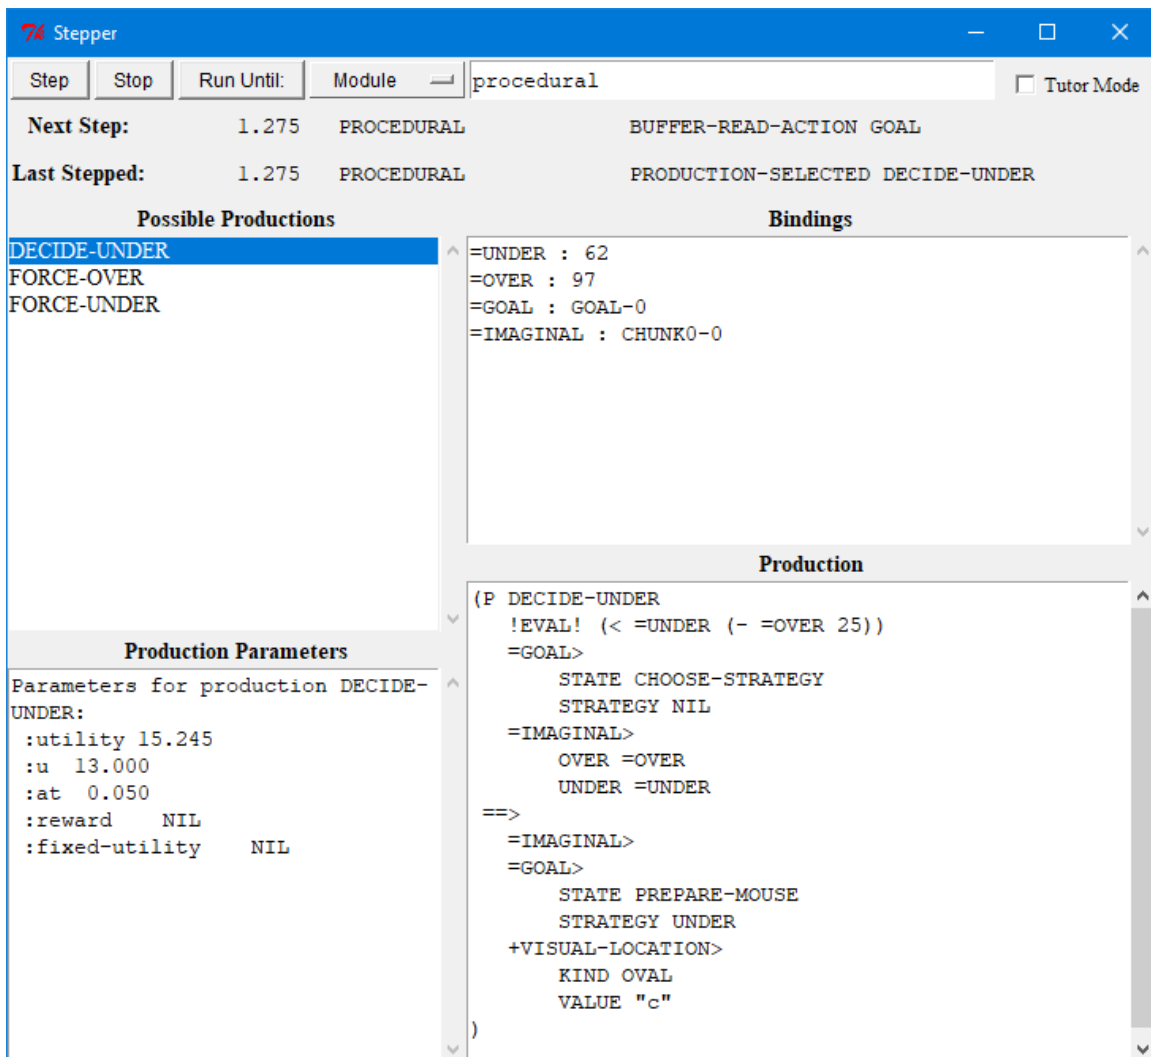 Stepper
Step Stop Run Until: Module procedural Tutor Mode
Next Step: 1.275 PROCEDURAL BUFFER-READ-ACTION GOAL
Last Stepped: 1.275 PROCEDURAL PRODUCTION-SELECTED DECIDE-UNDER
Possible Productions
DECIDE-UNDER
FORCE-OVER
FORCE-UNDER
Bindings
=UNDER : 62
=OVER : 97
=GOAL : GOAL-0
=IMAGINAL : CHUNK0-0
Production Parameters
Parameters for production DECIDE-
UNDER:
:utility 15.245
:u 13.000
:at 0.050
:reward NIL
:fixed-utility NIL
Production
(P DECIDE-UNDER
!EVAL! (< =UNDER (- =OVER 25))
=GOAL>
STATE CHOOSE-STRATEGY
STRATEGY NIL
=IMAGINAL>
OVER =OVER
UNDER =UNDER
==>
=IMAGINAL>
=GOAL>
STATE PREPARE-MOUSE
STRATEGY UNDER
+VISUAL-LOCATION>
KIND OVAL
VALUE "c"
)